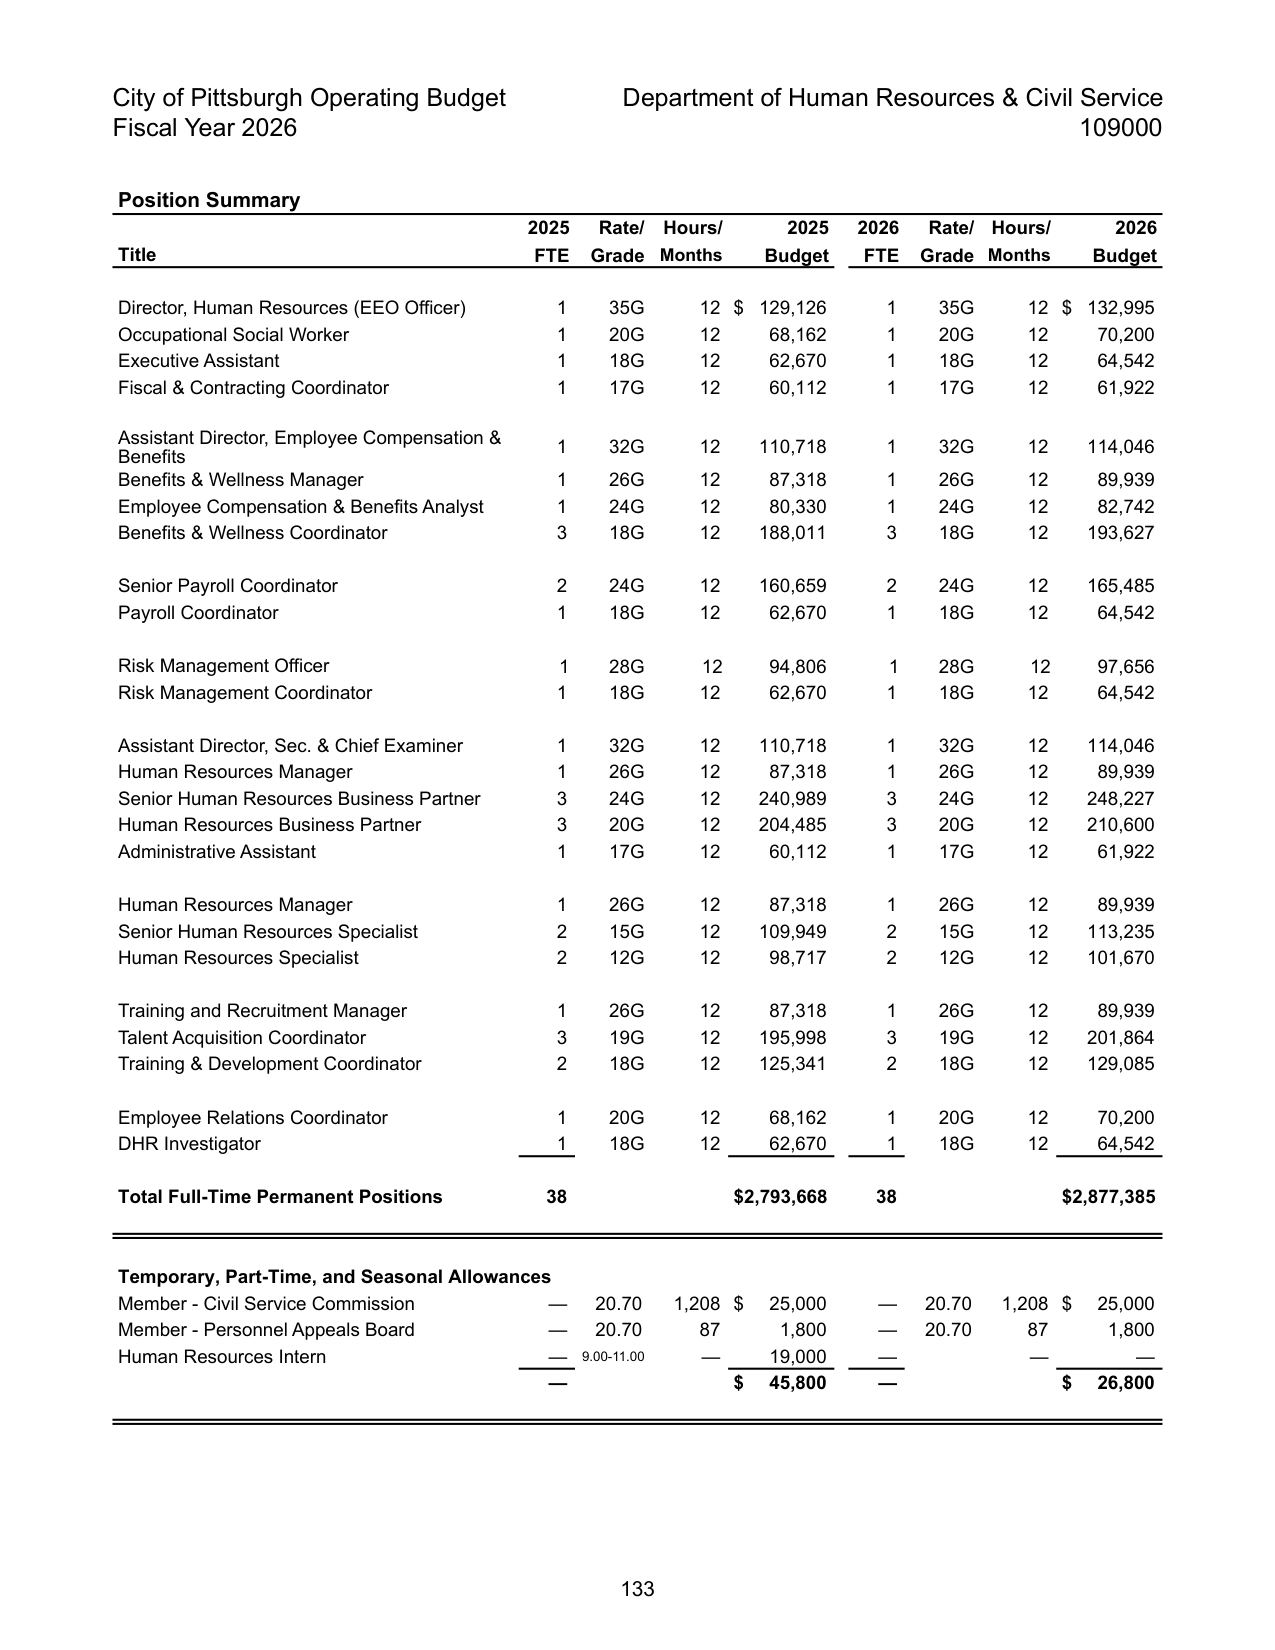 City of Pittsburgh Operating Budget Department of Human Resources & Civil Service
Fiscal Year 2026 109000
Position Summary
2025 Rate/ Hours/ 2025 2026 Rate/ Hours/ 2026
Title FTE Grade Months Budget FTE Grade Months Budget
Director, Human Resources (EEO Officer) 1 35G 12 $ 129,126 1 35G 12 $ 132,995
Occupational Social Worker 1 20G 12 68,162 1 20G 12 70,200
Executive Assistant 1 18G 12 62,670 1 18G 12 64,542
Fiscal & Contracting Coordinator 1 17G 12 60,112 1 17G 12 61,922
Assistant Director, Employee Compensation &
Benefits 1 32G 12 110,718 1 32G 12 114,046
Benefits & Wellness Manager 1 26G 12 87,318 1 26G 12 89,939
Employee Compensation & Benefits Analyst 1 24G 12 80,330 1 24G 12 82,742
Benefits & Wellness Coordinator 3 18G 12 188,011 3 18G 12 193,627
Senior Payroll Coordinator 2 24G 12 160,659 2 24G 12 165,485
Payroll Coordinator 1 18G 12 62,670 1 18G 12 64,542
Risk Management Officer 1 28G 12 94,806 1 28G 12 97,656
Risk Management Coordinator 1 18G 12 62,670 1 18G 12 64,542
Assistant Director, Sec. & Chief Examiner 1 32G 12 110,718 1 32G 12 114,046
Human Resources Manager 1 26G 12 87,318 1 26G 12 89,939
Senior Human Resources Business Partner 3 24G 12 240,989 3 24G 12 248,227
Human Resources Business Partner 3 20G 12 204,485 3 20G 12 210,600
Administrative Assistant 1 17G 12 60,112 1 17G 12 61,922
Human Resources Manager 1 26G 12 87,318 1 26G 12 89,939
Senior Human Resources Specialist 2 15G 12 109,949 2 15G 12 113,235
Human Resources Specialist 2 12G 12 98,717 2 12G 12 101,670
Training and Recruitment Manager 1 26G 12 87,318 1 26G 12 89,939
Talent Acquisition Coordinator 3 19G 12 195,998 3 19G 12 201,864
Training & Development Coordinator 2 18G 12 125,341 2 18G 12 129,085
Employee Relations Coordinator 1 20G 12 68,162 1 20G 12 70,200
DHR Investigator 1 18G 12 62,670 1 18G 12 64,542
Total Full-Time Permanent Positions 38 $2,793,668 38 $2,877,385
Temporary, Part-Time, and Seasonal Allowances
Member - Civil Service Commission — 20.70 1,208 $ 25,000 — 20.70 1,208 $ 25,000
Member - Personnel Appeals Board — 20.70 87 1,800 — 20.70 87 1,800
Human Resources Intern — 9.00-11.00 — 19,000 — — —
— $ 45,800 — $ 26,800
133